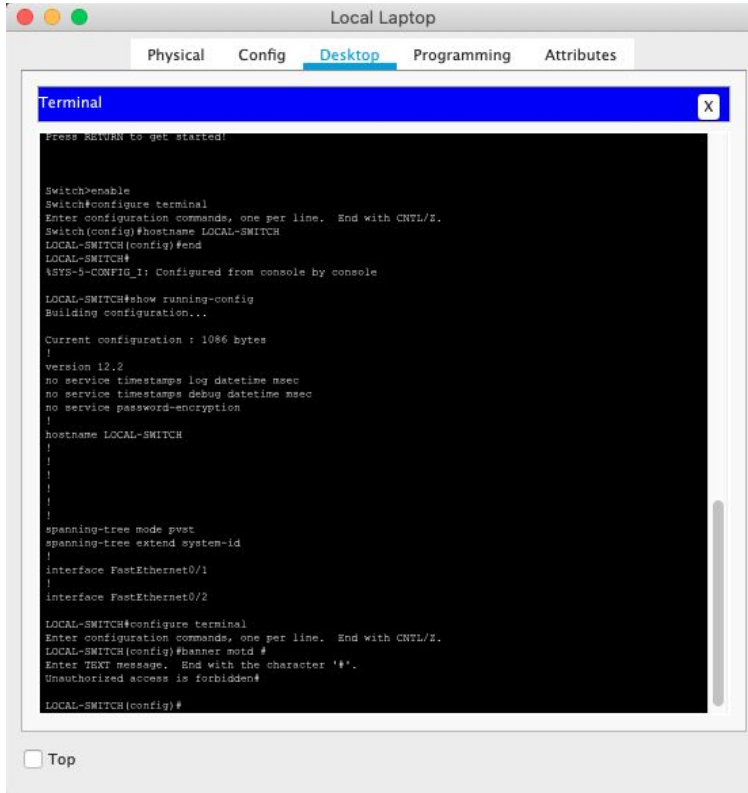 Local Laptop
Physical Config Desktop Programming Attributes
Terminal X
Press RETURN to get started!
Switch>enable
Switch#configure terminal
Enter configuration commands, one per line.  End with CNTL/Z.
Switch(config)#hostname LOCAL-SWITCH
LOCAL-SWITCH(config)#end
LOCAL-SWITCH#
%SYS-5-CONFIG_I: Configured from console by console
LOCAL-SWITCH#show running-config
Building configuration...
Current configuration : 1086 bytes
!
version 12.2
no service timestamps log datetime msec
no service timestamps debug datetime msec
no service password-encryption
!
hostname LOCAL-SWITCH
!
!
!
!
!
!
spanning-tree mode pvst
spanning-tree extend system-id
!
interface FastEthernet0/1
!
interface FastEthernet0/2
LOCAL-SWITCH#configure terminal
Enter configuration commands, one per line.  End with CNTL/Z.
LOCAL-SWITCH(config)#banner motd #
Enter TEXT message.  End with the character '#'.
Unauthorized access is forbidden#
LOCAL-SWITCH(config)#
Top